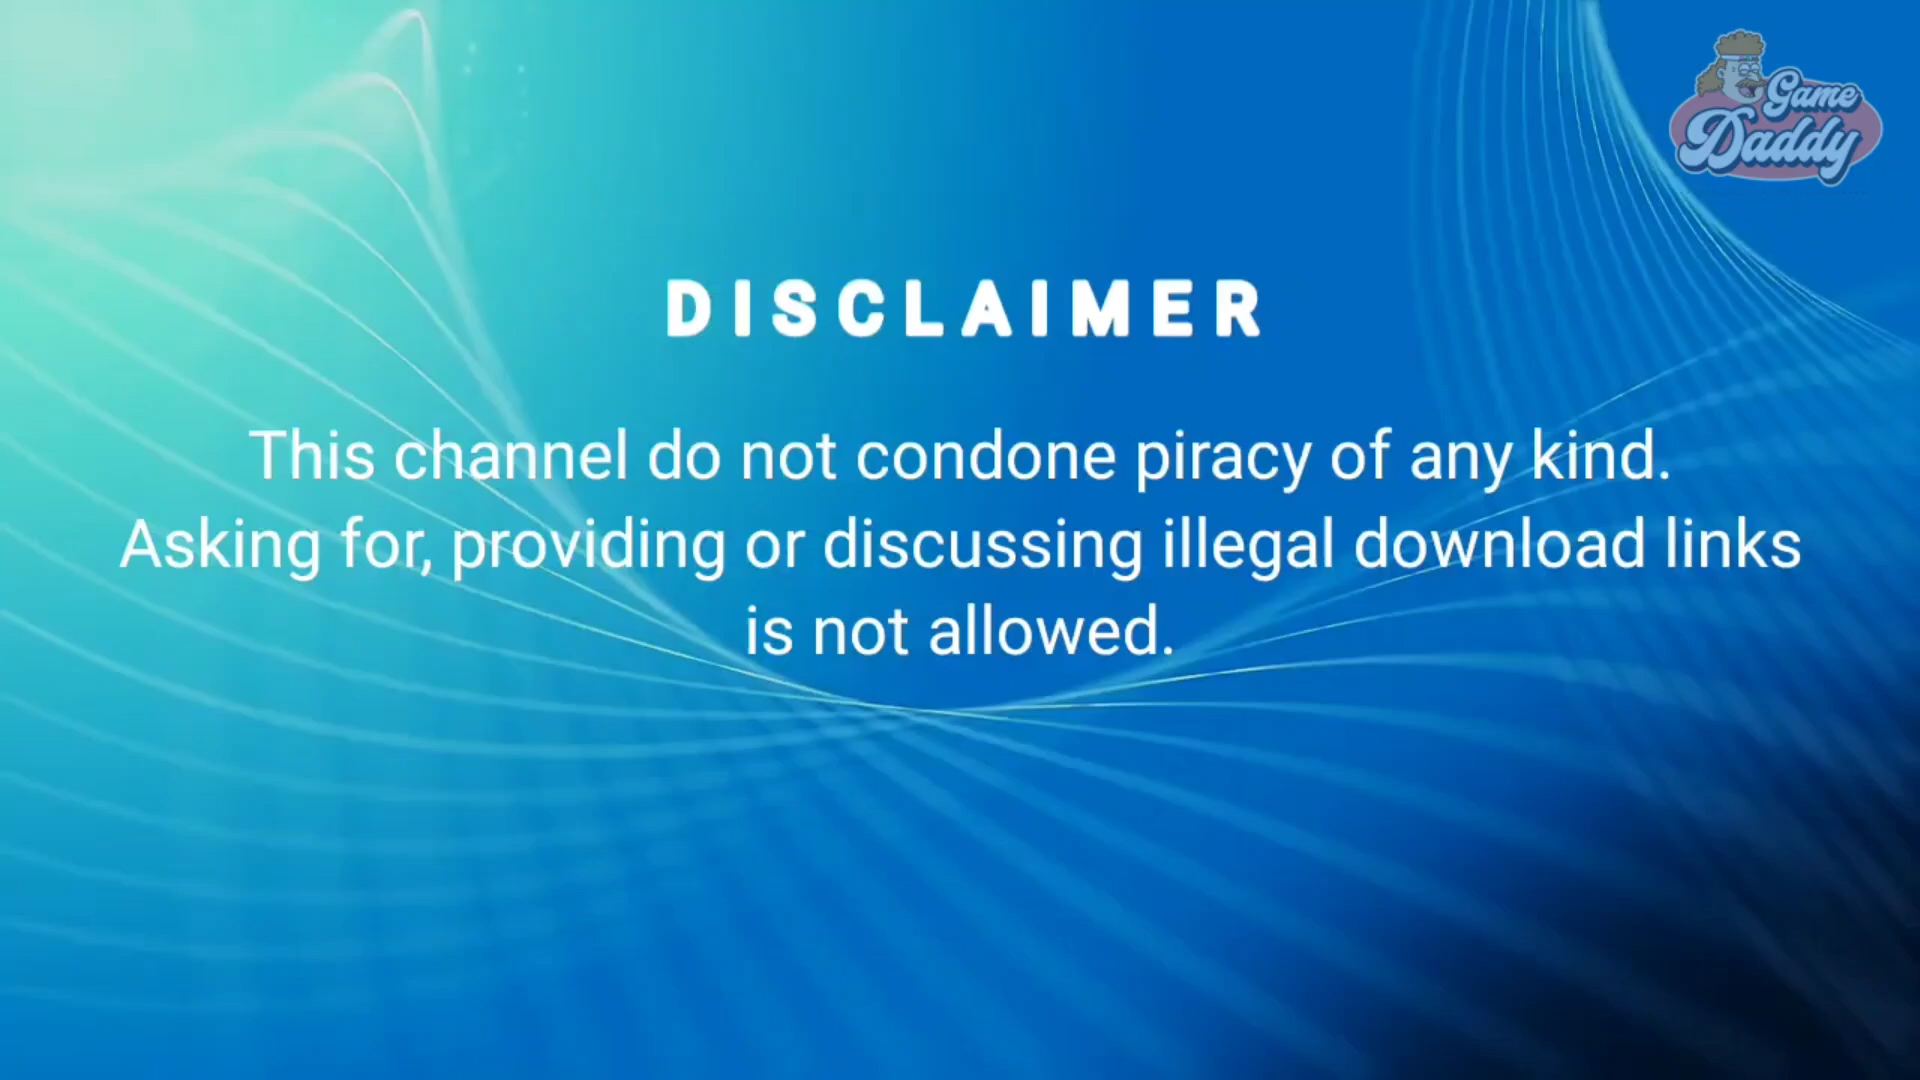 Game
Daddy
DISCLAIMER
This channel do not condone piracy of any kind.
Asking for, providing or discussing illegal download links
is not allowed.